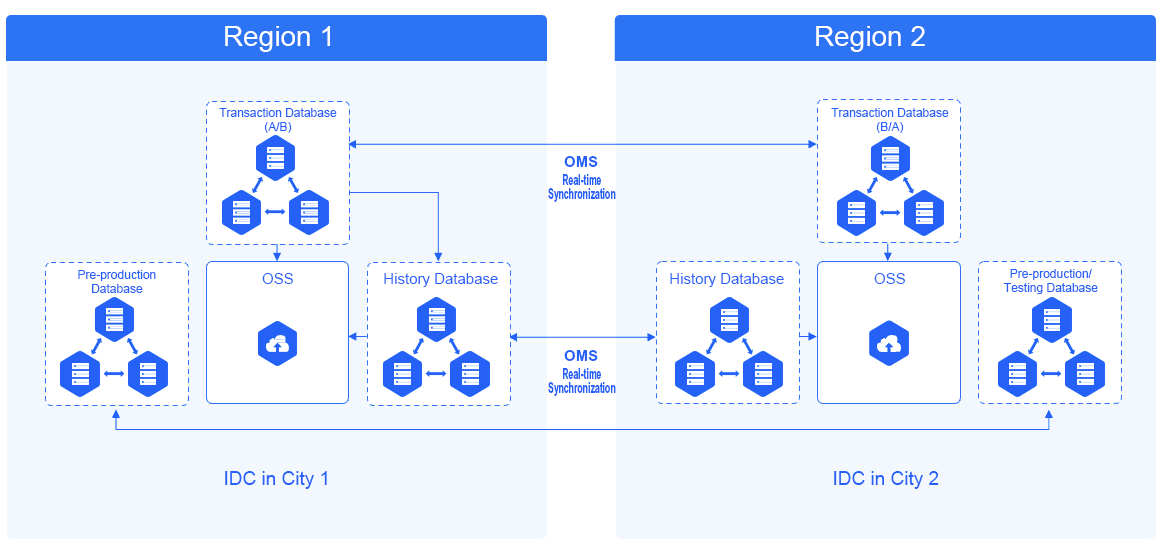 Region 1
Region 2
Transaction Database
(A/B)
Transaction Database
(B/A)
OMS
Real-time
Synchronization
Pre-production
Database
OSS
History Database
History Database
OSS
Pre-production/
Testing Database
OMS
Real-time
Synchronization
IDC in City 1
IDC in City 2